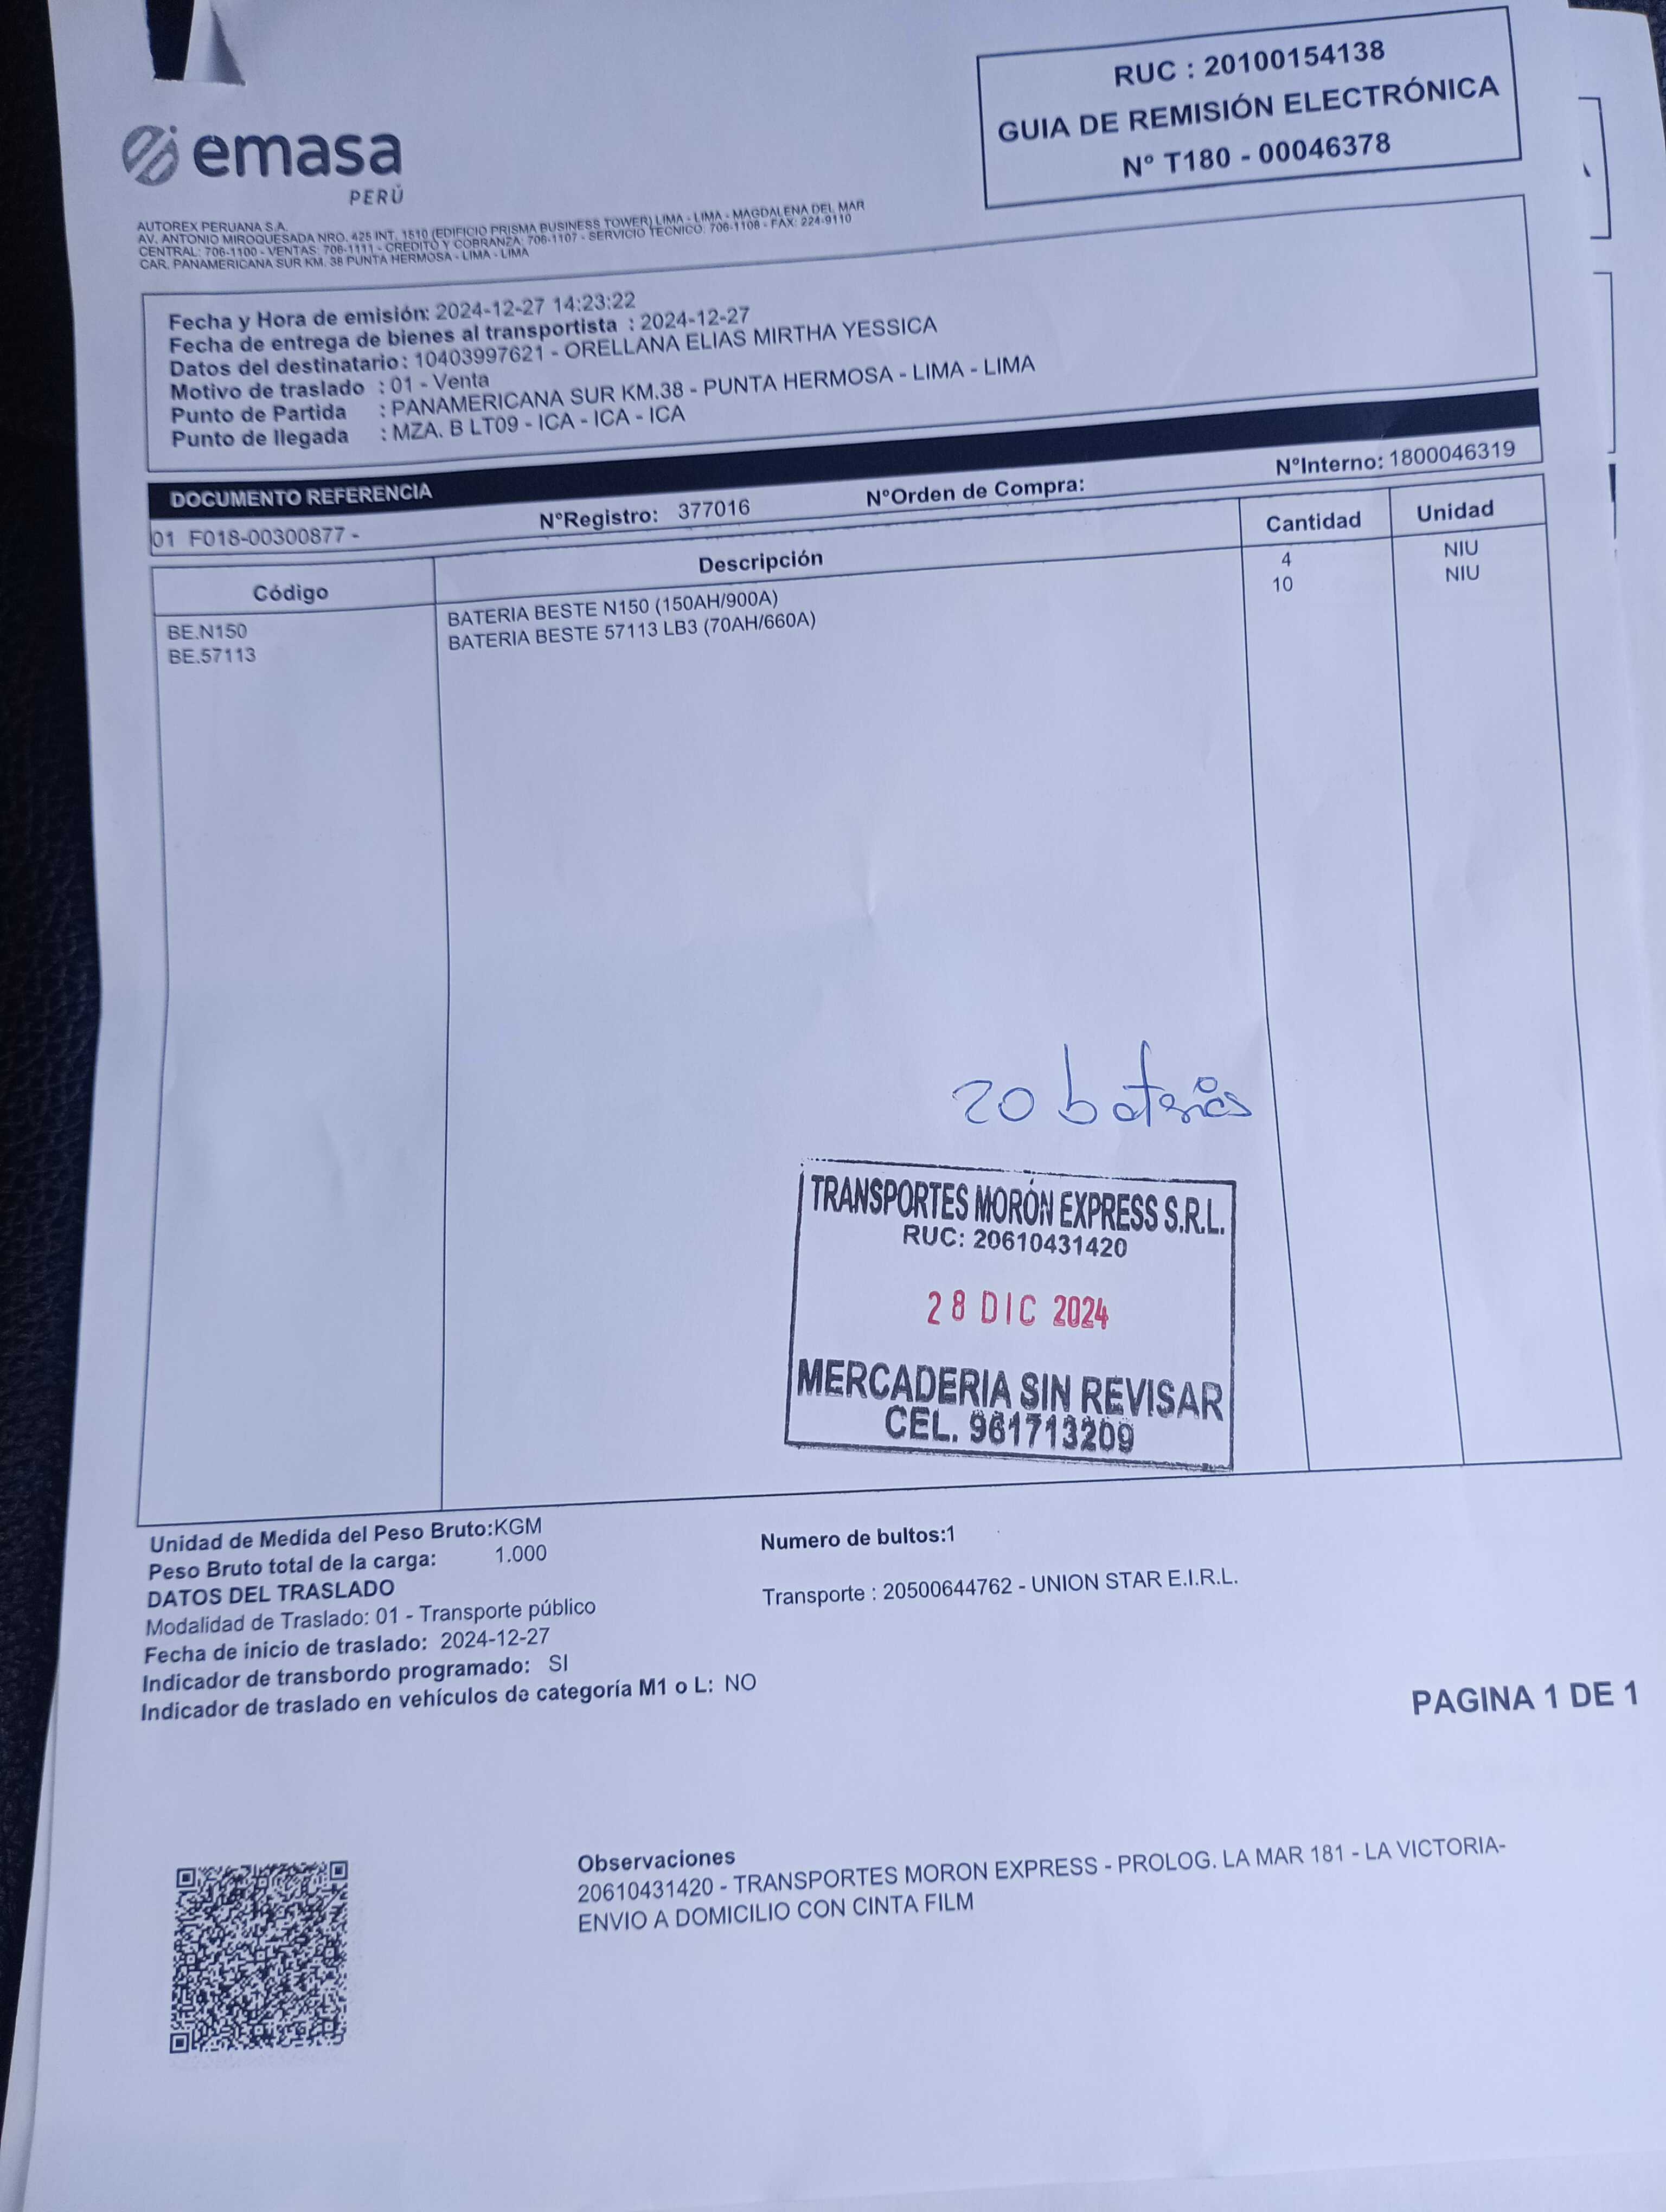 RUC : 20100154138
GUIA DE REMISIÓN ELECTRÓNICA
Nº T180 - 00046378
emasa
PERÚ
AUTOREX PERUANA S.A.
AV. ANTONIO MIROQUESADA NRO. 425 INT. 1510 (EDIFICIO PRISMA BUSINESS TOWER) LIMA - LIMA - MAGDALENA DEL MAR
CENTRAL: 706-1100 - VENTAS: 706-1111 - CREDITO Y COBRANZA: 706-1107 - SERVICIO TECNICO: 706-1108 - FAX: 224-9110
CAR. PANAMERICANA SUR KM. 38 PUNTA HERMOSA - LIMA - LIMA
Fecha y Hora de emisión: 2024-12-27 14:23:22
Fecha de entrega de bienes al transportista : 2024-12-27
Datos del destinatario : 10403997621 - ORELLANA ELIAS MIRTHA YESSICA
Motivo de traslado : 01 - Venta
Punto de Partida : PANAMERICANA SUR KM.38 - PUNTA HERMOSA - LIMA - LIMA
Punto de llegada : MZA. B LT09 - ICA - ICA - ICA
DOCUMENTO REFERENCIA
01 F018-00300877 - NºRegistro: 377016 NºOrden de Compra: NºInterno: 1800046319
Código Descripción Cantidad Unidad
BE.N150 BATERIA BESTE N150 (150AH/900A) 4 NIU
BE.57113 BATERIA BESTE 57113 LB3 (70AH/660A) 10 NIU
20 baterías
TRANSPORTES MORÓN EXPRESS S.R.L.
RUC: 20610431420
28 DIC 2024
MERCADERIA SIN REVISAR
CEL. 961713209
Unidad de Medida del Peso Bruto:KGM
Peso Bruto total de la carga: 1.000
Numero de bultos:1
DATOS DEL TRASLADO
Modalidad de Traslado: 01 - Transporte público
Transporte : 20500644762 - UNION STAR E.I.R.L.
Fecha de inicio de traslado: 2024-12-27
Indicador de transbordo programado: SI
Indicador de traslado en vehículos de categoría M1 o L: NO
PAGINA 1 DE 1
Observaciones
20610431420 - TRANSPORTES MORON EXPRESS - PROLOG. LA MAR 181 - LA VICTORIA-
ENVIO A DOMICILIO CON CINTA FILM